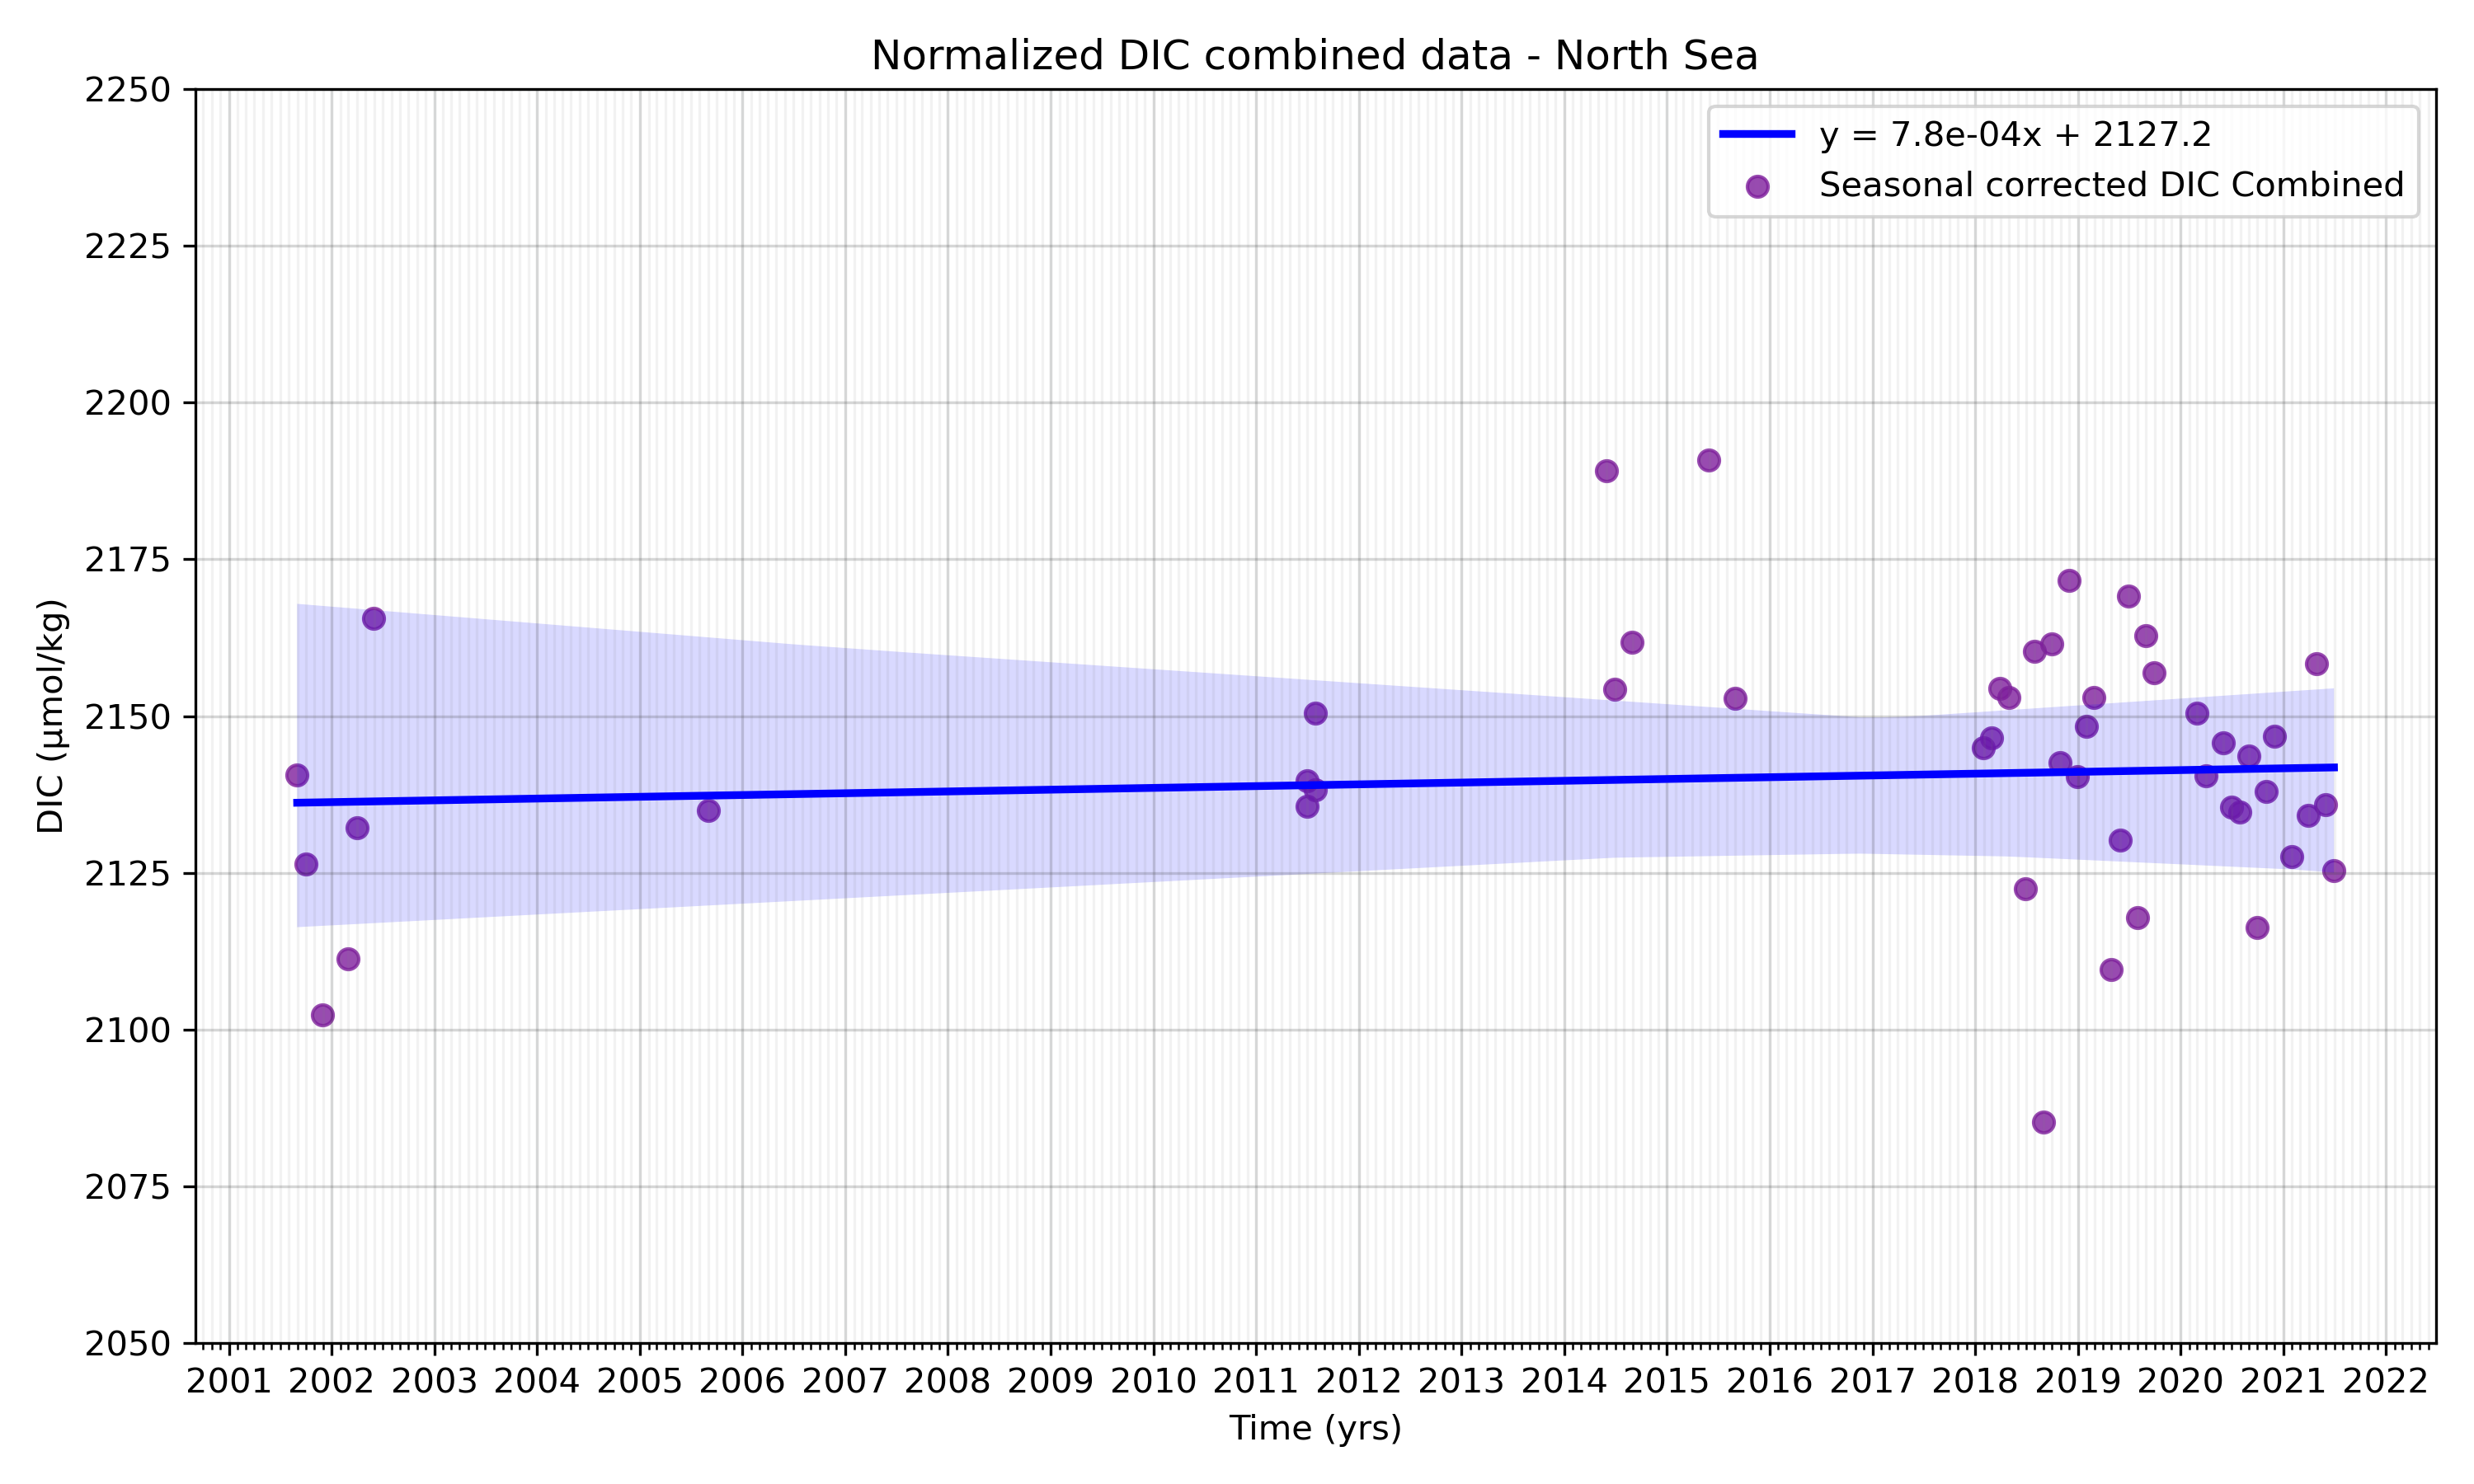 Normalized DIC combined data - North Sea
y = 7.8e-04x + 2127.2
Seasonal corrected DIC Combined
DIC (µmol/kg)
2250
2225
2200
2175
2150
2125
2100
2075
2050
2001 2002 2003 2004 2005 2006 2007 2008 2009 2010 2011 2012 2013 2014 2015 2016 2017 2018 2019 2020 2021 2022
Time (yrs)